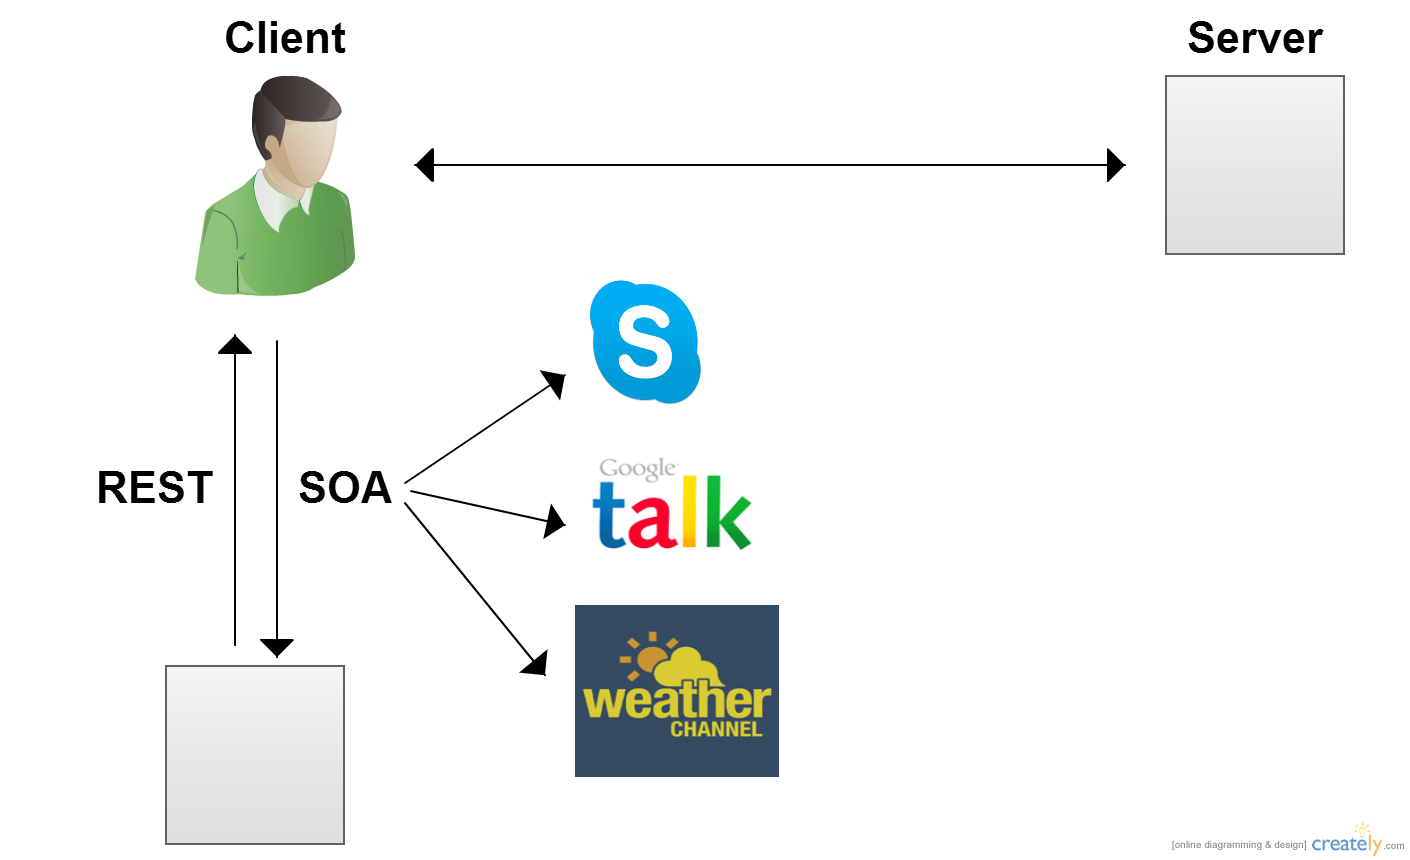 Client
Server
S
REST
SOA
Google
talk
weather
CHANNEL
[online diagramming & design] creately.com